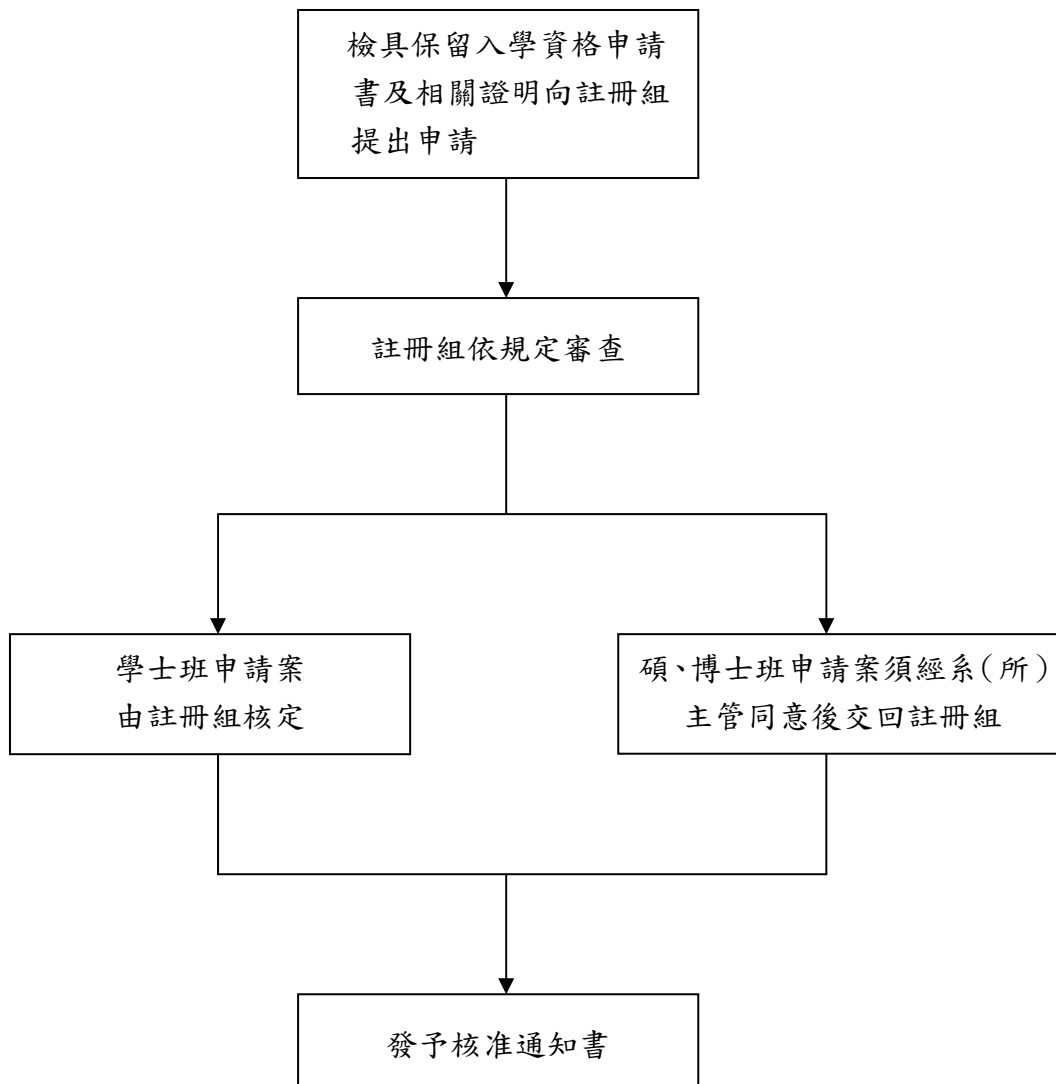 檢具保留入學資格申請
書及相關證明向註冊組
提出申請
註冊組依規定審查
學士班申請案
由註冊組核定
碩、博士班申請案須經系(所)
主管同意後交回註冊組
發予核准通知書